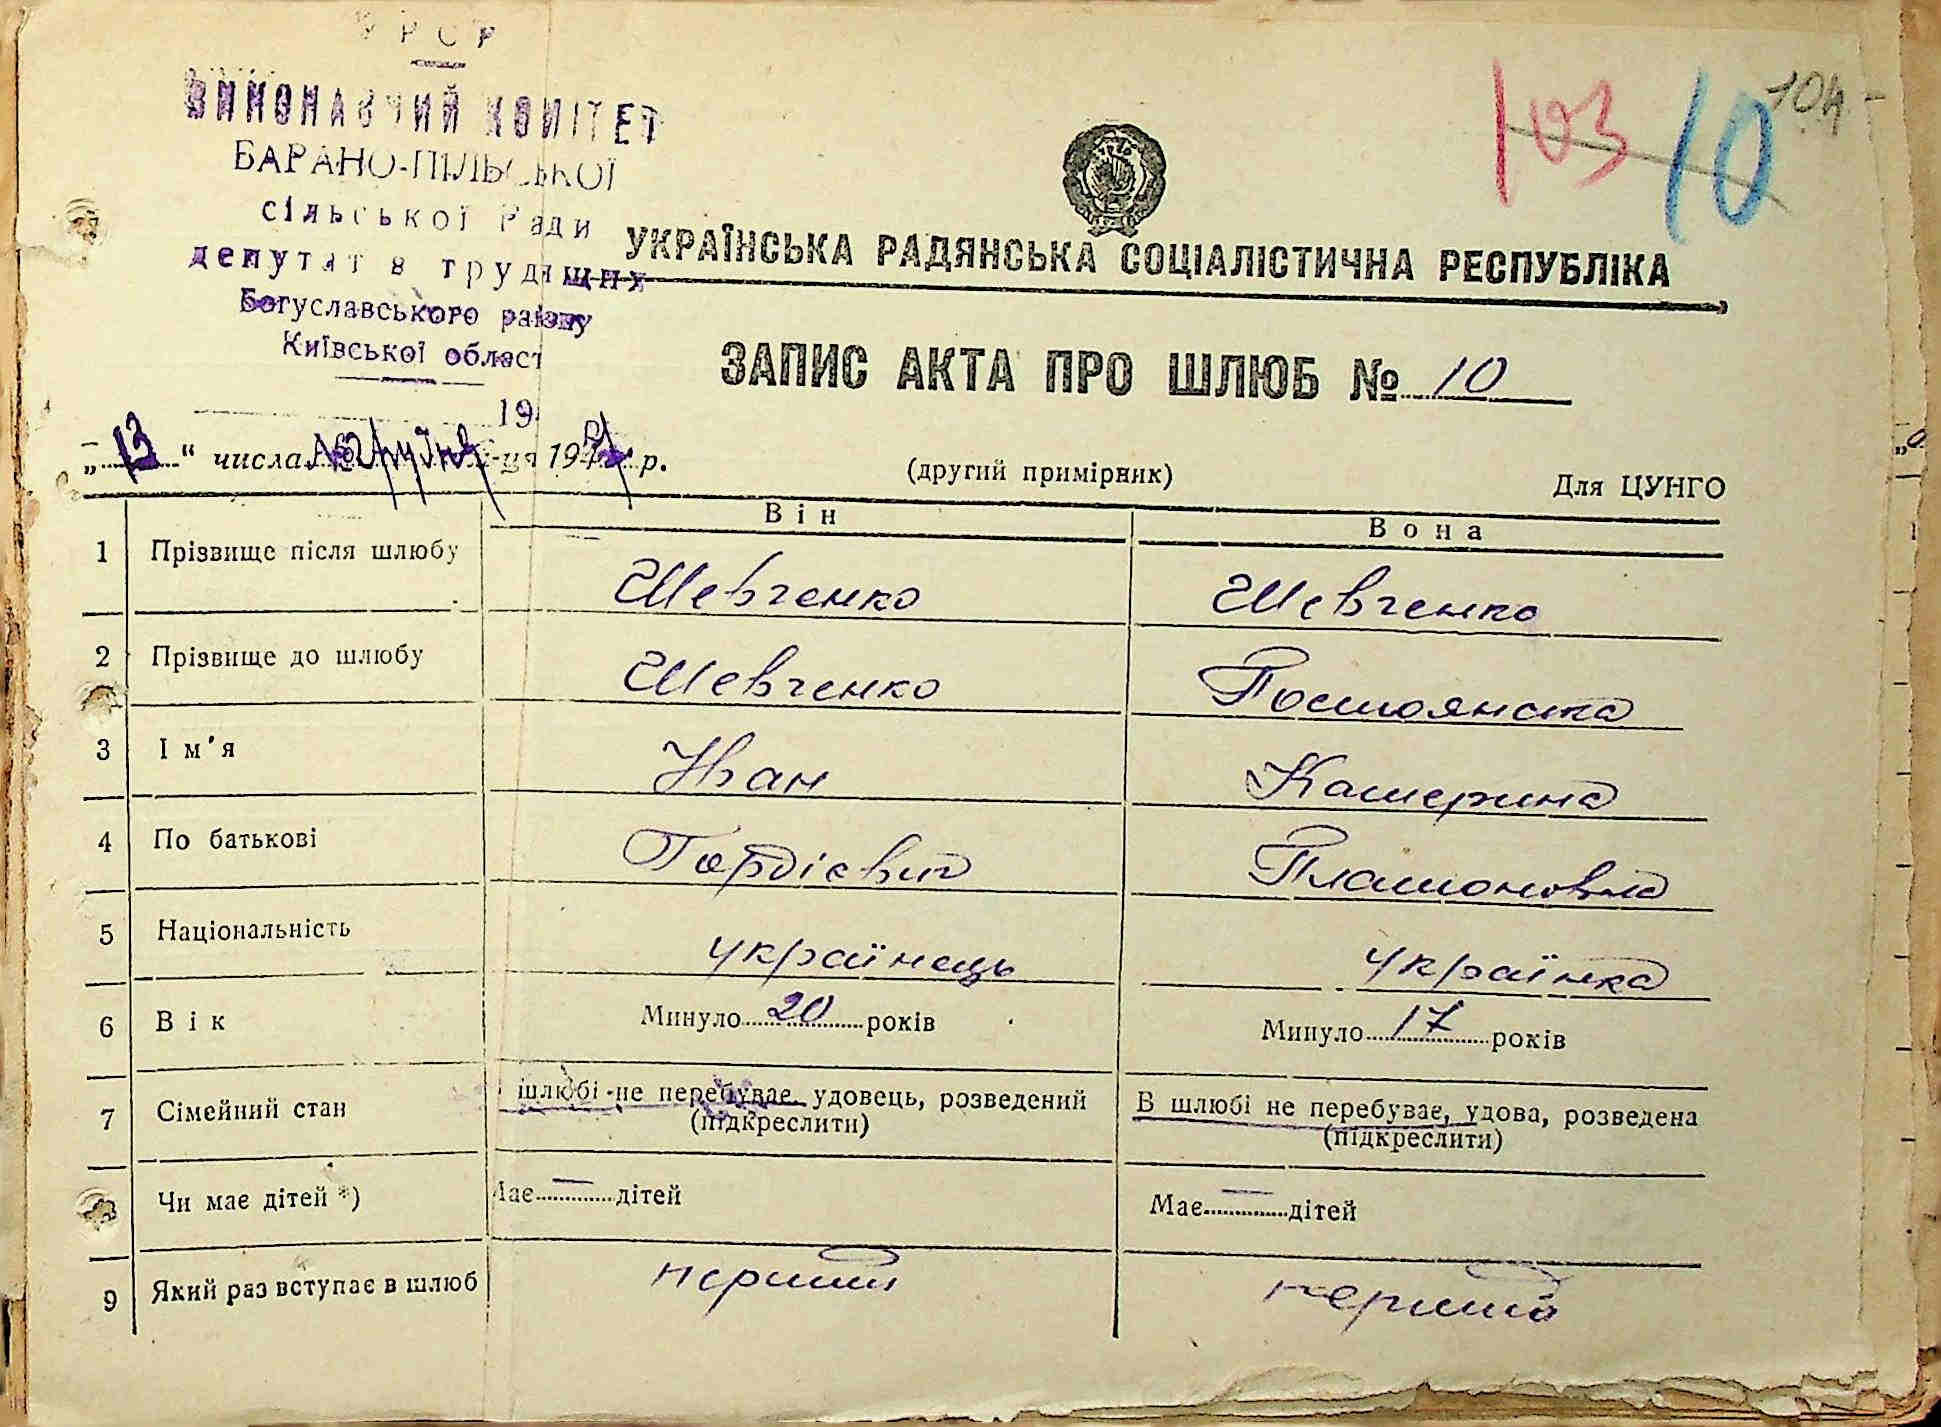 УРСР
ВИКОНАВЧИЙ КОМІТЕТ
БАРАНО-ПІЛЬСЬКОЇ
сільської Ради
депутатів трудящих
Богуславського району
Київської област
19
103 10 104
УКРАЇНСЬКА РАДЯНСЬКА СОЦІАЛІСТИЧНА РЕСПУБЛІКА
ЗАПИС АКТА ПРО ШЛЮБ № 10
„13“ числа 19 р.
(другий примірник)
Для ЦУНГО
Він Вона
1 Прізвище після шлюбу Шевченко Шевченко
2 Прізвище до шлюбу Шевченко Постоянська
3 Ім'я Іван Катерина
4 По батькові Гордієвич Платоновна
5 Національність українець українка
6 Вік Минуло 20 років Минуло 17 років
7 Сімейний стан шлюбі не перебуває, удовець, розведений В шлюбі не перебуває, удова, розведена
(підкреслити) (підкреслити)
8 Чи має дітей *) Має — дітей Має — дітей
9 Який раз вступає в шлюб перший перший